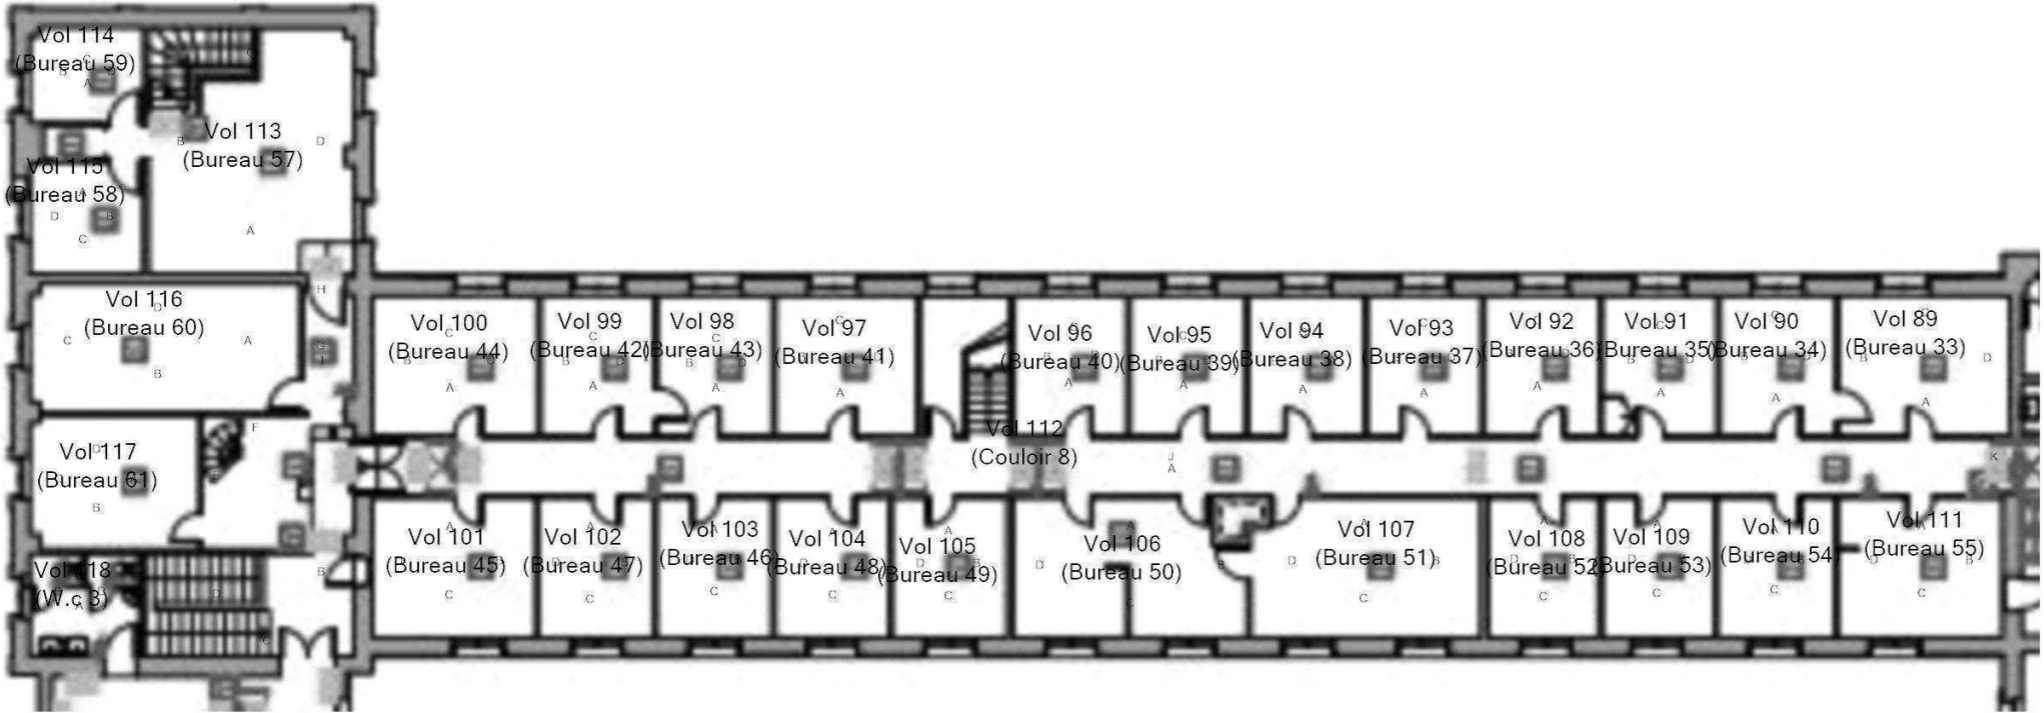 Vol 114
(Bureau 59)
Vol 113
(Bureau 57)
Vol 115
(Bureau 58)
Vol 116
(Bureau 60)
Vol 117
(Bureau 61)
Vol 118
(W.c 3)
Vol 100
(Bureau 44)
Vol 99
(Bureau 42)
Vol 98
(Bureau 43)
Vol 97
(Bureau 41)
Vol 96
(Bureau 40)
Vol 95
(Bureau 39)
Vol 94
(Bureau 38)
Vol 93
(Bureau 37)
Vol 92
(Bureau 36)
Vol 91
(Bureau 35)
Vol 90
(Bureau 34)
Vol 89
(Bureau 33)
Vol 112
(Couloir 8)
Vol 101
(Bureau 45)
Vol 102
(Bureau 47)
Vol 103
(Bureau 46)
Vol 104
(Bureau 48)
Vol 105
(Bureau 49)
Vol 106
(Bureau 50)
Vol 107
(Bureau 51)
Vol 108
(Bureau 52)
Vol 109
(Bureau 53)
Vol 110
(Bureau 54)
Vol 111
(Bureau 55)